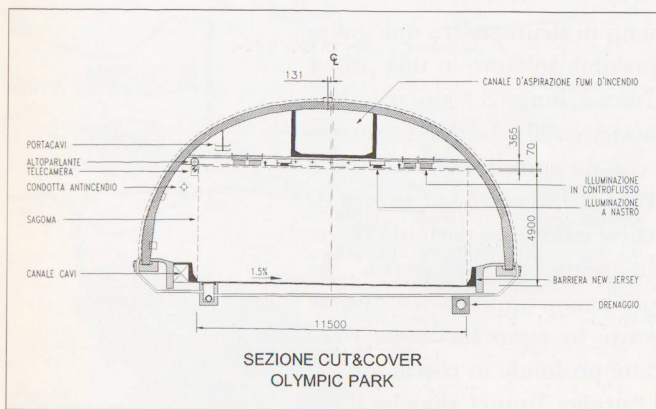 ℄
131
CANALE D'ASPIRAZIONE FUMI D'INCENDIO
PORTACAVI
ALTOPARLANTE
TELECAMERA
CONDOTTA ANTINCENDIO
SAGOMA
CANALE CAVI
1.5%
365
70
4900
ILLUMINAZIONE
IN CONTROFLUSSO
ILLUMINAZIONE
A NASTRO
BARRIERA NEW JERSEY
DRENAGGIO
11500
SEZIONE CUT&COVER
OLYMPIC PARK